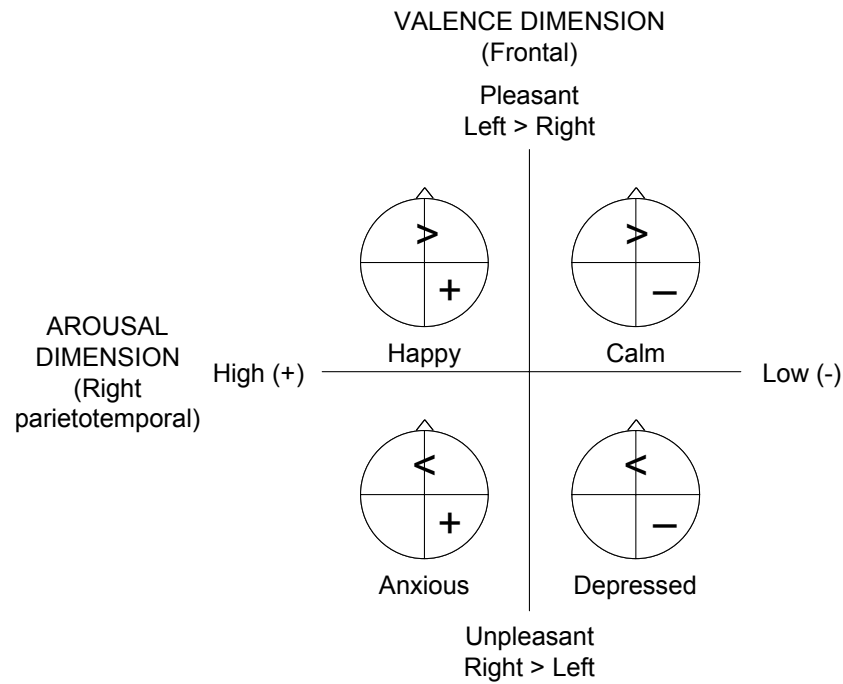 VALENCE DIMENSION
(Frontal)
Pleasant
Left > Right
>
+
Happy
>
–
Calm
AROUSAL
DIMENSION
(Right
parietotemporal)
High (+)
Low (-)
<
+
Anxious
<
–
Depressed
Unpleasant
Right > Left